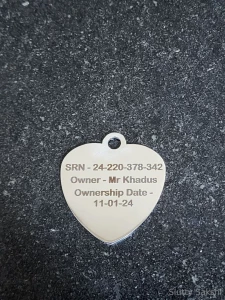 SRN - 24-220-378-342
Owner - Mr Khadus
Ownership Date -
11-01-24